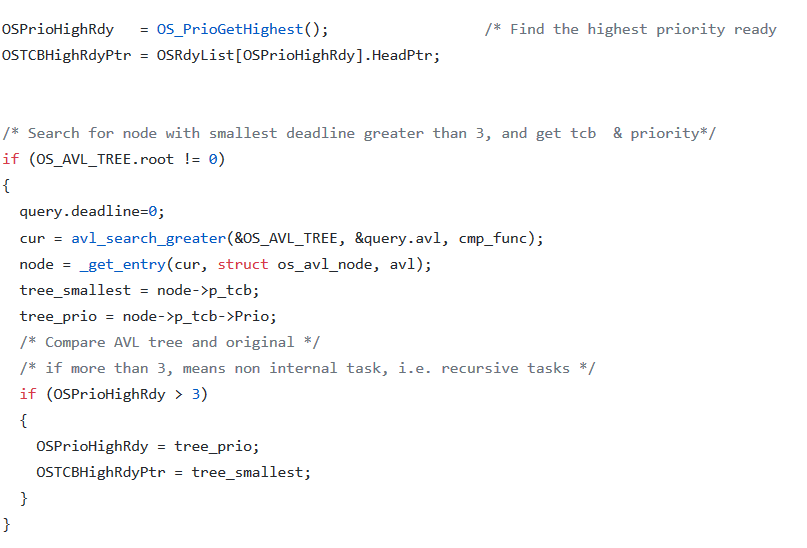 OSPrioHighRdy   = OS_PrioGetHighest();                  /* Find the highest priority ready
OSTCBHighRdyPtr = OSRdyList[OSPrioHighRdy].HeadPtr;
/* Search for node with smallest deadline greater than 3, and get tcb  & priority*/
if (OS_AVL_TREE.root != 0)
{
  query.deadline=0;
  cur = avl_search_greater(&OS_AVL_TREE, &query.avl, cmp_func);
  node = _get_entry(cur, struct os_avl_node, avl);
  tree_smallest = node->p_tcb;
  tree_prio = node->p_tcb->Prio;
  /* Compare AVL tree and original */
  /* if more than 3, means non internal task, i.e. recursive tasks */
  if (OSPrioHighRdy > 3)
  {
    OSPrioHighRdy = tree_prio;
    OSTCBHighRdyPtr = tree_smallest;
  }
}